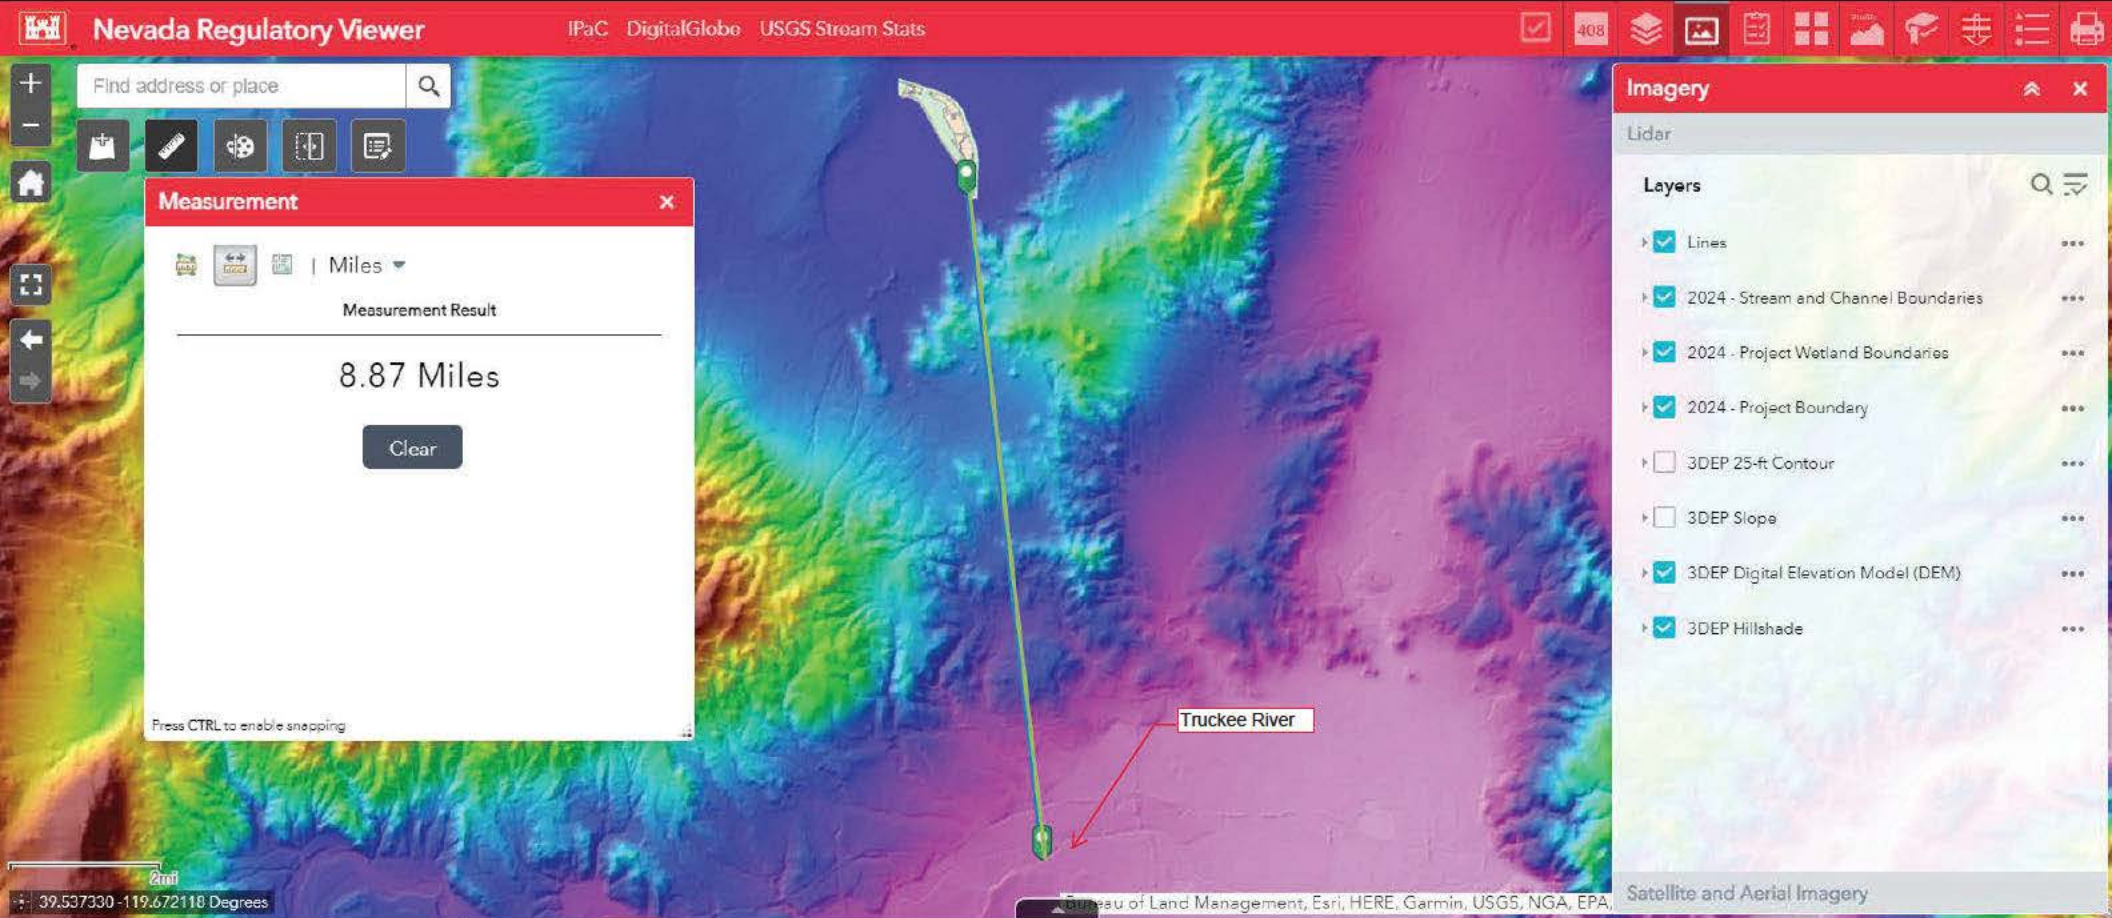 Nevada Regulatory Viewer
IPaC DigitalGlobe USGS Stream Stats
408
Find address or place
Measurement
Miles
Measurement Result
8.87 Miles
Clear
Press CTRL to enable snapping
Truckee River
2mi
39.537330 -119.672118 Degrees
Bureau of Land Management, Esri, HERE, Garmin, USGS, NGA, EPA,
Imagery
Lidar
Layers
Lines
2024 - Stream and Channel Boundaries
2024 - Project Wetland Boundaries
2024 - Project Boundary
3DEP 25-ft Contour
3DEP Slope
3DEP Digital Elevation Model (DEM)
3DEP Hillshade
Satellite and Aerial Imagery